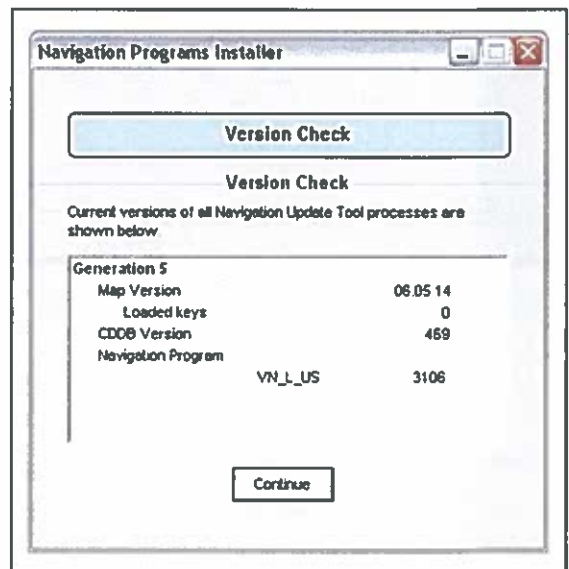 Navigation Programs Installer
Version Check
Version Check
Current versions of all Navigation Update Tool processes are
shown below
Generation 5
Map Version 06.05 14
Loaded keys 0
CDDB Version 459
Navigation Program
VN_L_US 3106
Continue